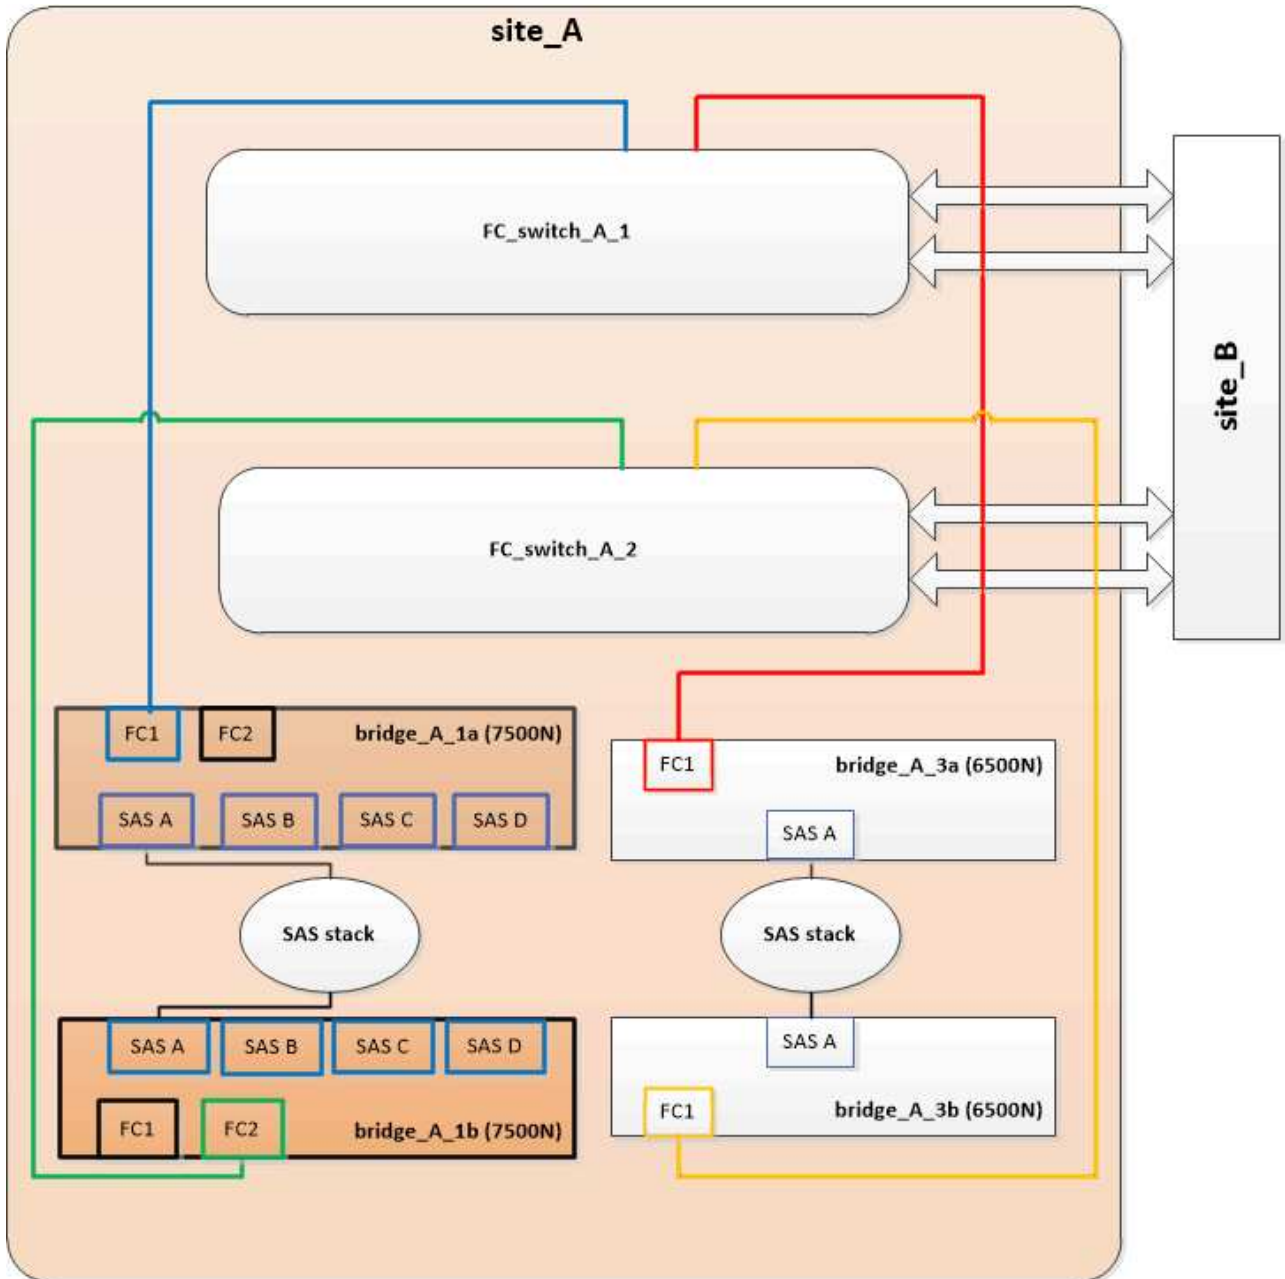 site_A
FC_switch_A_1
site_B
FC_switch_A_2
FC1
FC2
bridge_A_1a (7500N)
SAS A
SAS B
SAS C
SAS D
FC1
bridge_A_3a (6500N)
SAS A
SAS stack
SAS stack
SAS A
SAS B
SAS C
SAS D
FC1
FC2
bridge_A_1b (7500N)
SAS A
FC1
bridge_A_3b (6500N)